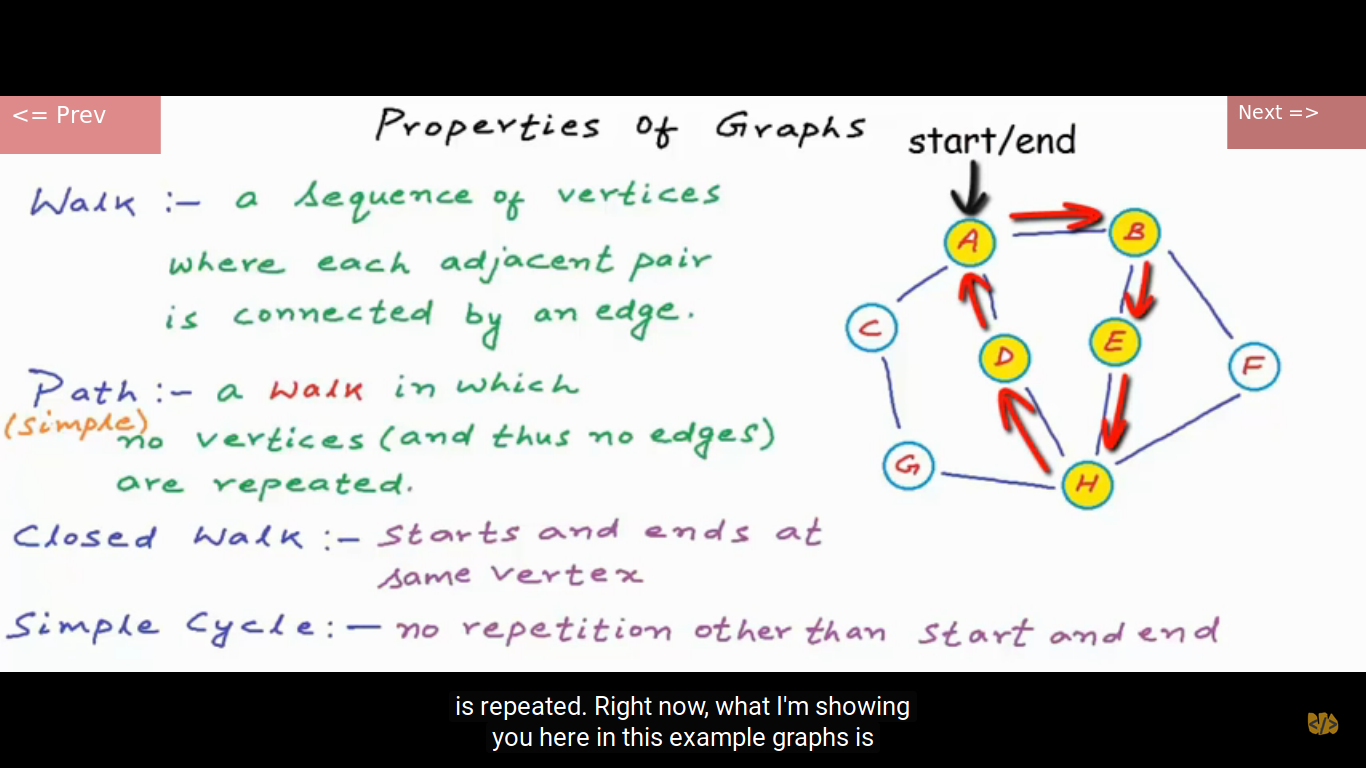 <= Prev
Next =>
Properties of Graphs
start/end
Walk :- a sequence of vertices
where each adjacent pair
is connected by an edge.
Path :- a walk in which
(simple)
no vertices (and thus no edges)
are repeated.
Closed Walk :- starts and ends at
same vertex
Simple Cycle :- no repetition other than start and end
A
B
C
D
E
F
G
H
is repeated. Right now, what I'm showing
you here in this example graphs is